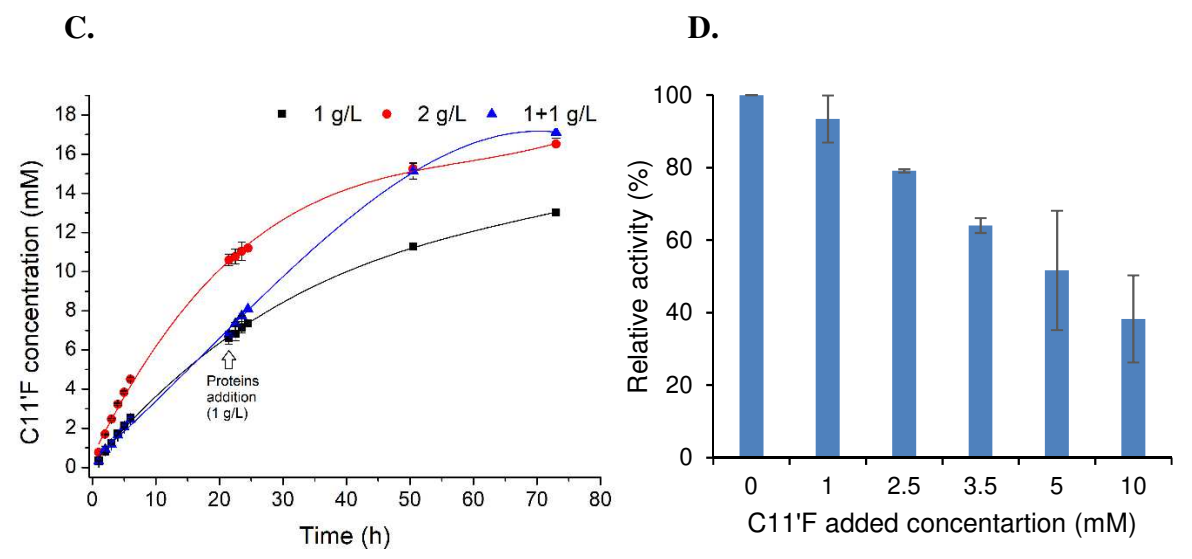 C.
D.
1 g/L 2 g/L 1+1 g/L
18
16
14
12
10
8
6
4
2
0
C11'F concentration (mM)
Proteins
addition
(1 g/L)
0 10 20 30 40 50 60 70 80
Time (h)
100
80
60
40
20
0
Relative activity (%)
0 1 2.5 3.5 5 10
C11'F added concentartion (mM)